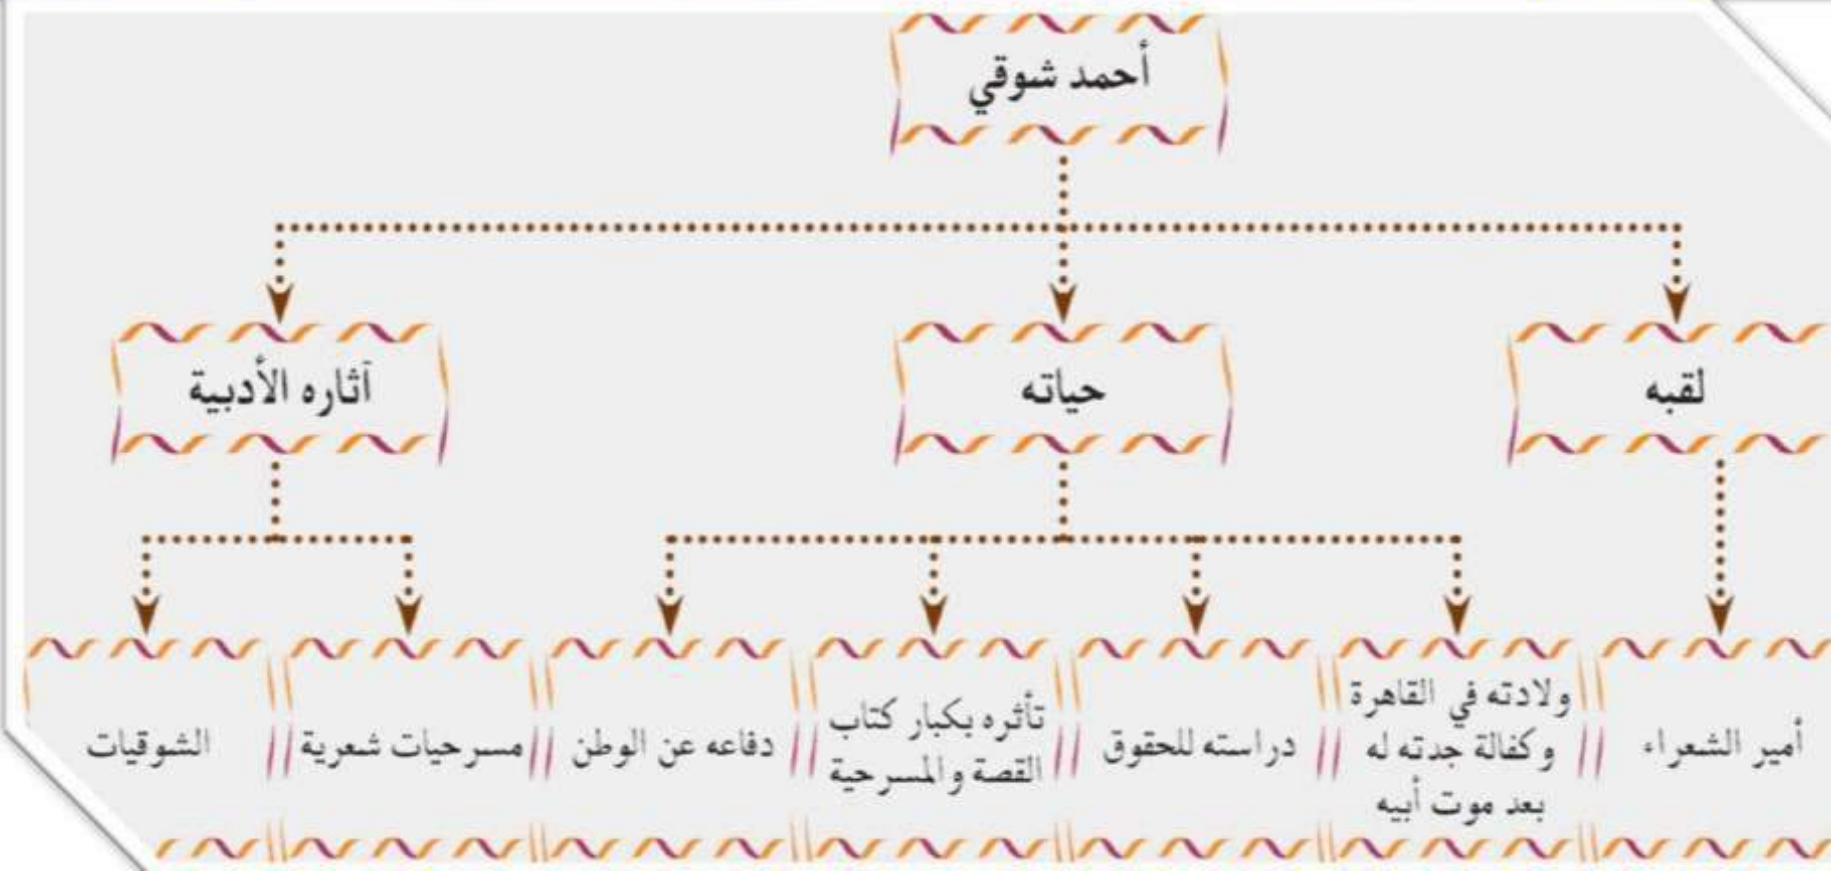 أحمد شوقي
لقبه
حياته
آثاره الأدبية
أمير الشعراء
ولادته في القاهرة
وكفالة جدته له
بعد موت أبيه
دراسته للحقوق
تأثره بكبار كتاب
القصة والمسرحية
دفاعه عن الوطن
مسرحيات شعرية
الشوقيات